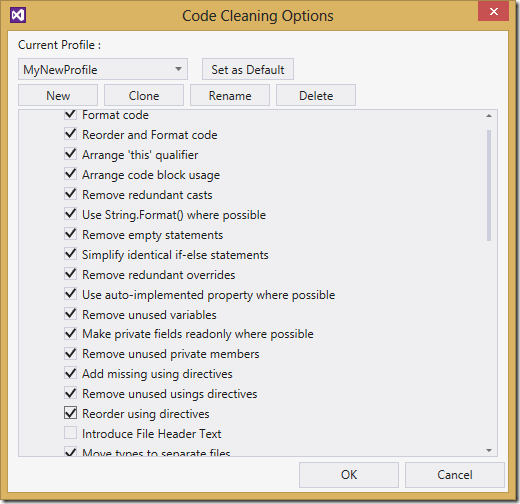 Code Cleaning Options
Current Profile :
MyNewProfile
Set as Default
New
Clone
Rename
Delete
Format code
Reorder and Format code
Arrange 'this' qualifier
Arrange code block usage
Remove redundant casts
Use String.Format() where possible
Remove empty statements
Simplify identical if-else statements
Remove redundant overrides
Use auto-implemented property where possible
Remove unused variables
Make private fields readonly where possible
Remove unused private members
Add missing using directives
Remove unused usings directives
Reorder using directives
Introduce File Header Text
Move types to separate files
OK
Cancel